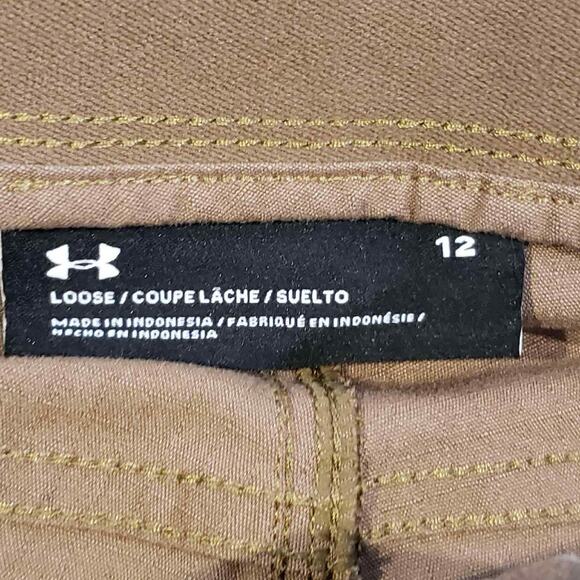 12
LOOSE / COUPE LÂCHE / SUELTO
MADE IN INDONESIA / FABRIQUÉ EN INDONÉSIE /
HECHO EN INDONESIA